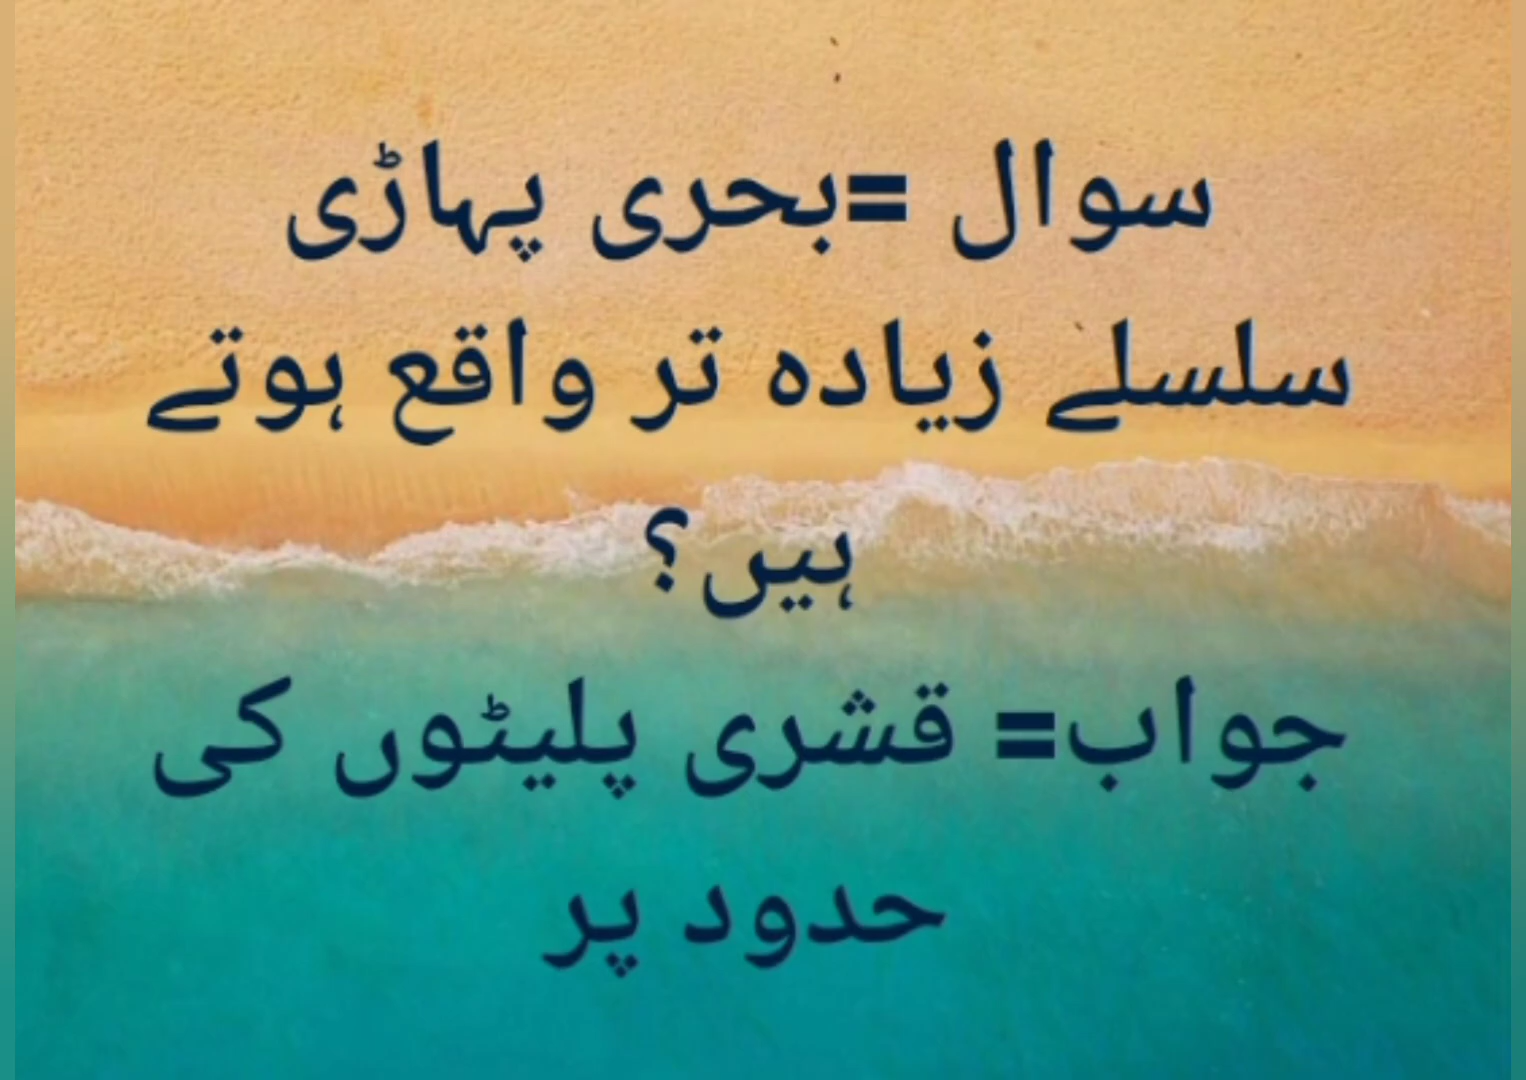 سوال =بحری پہاڑی
سلسلے زیادہ تر واقع ہوتے
ہیں؟
جواب= قشری پلیٹوں کی
حدود پر